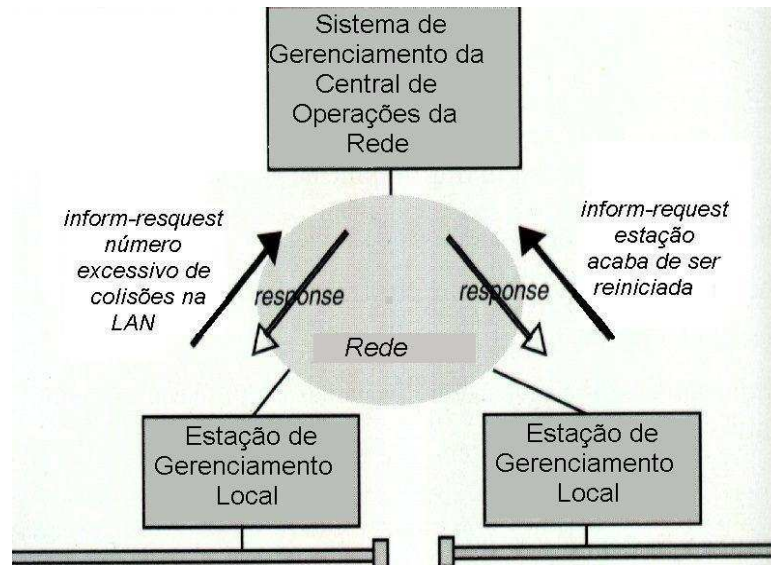 Sistema de
Gerenciamento da
Central de
Operações da
Rede
inform-resquest
número
excessivo de
colisões na
LAN
inform-request
estação
acaba de ser
reiniciada
response
response
Rede
Estação de
Gerenciamento
Local
Estação de
Gerenciamento
Local